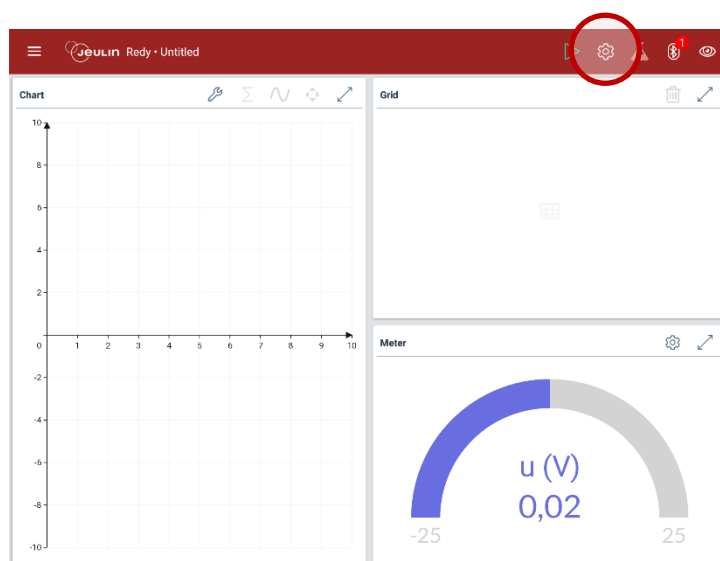 Jeulin Redy • Untitled
1
Chart
10
8
6
4
2
0 1 2 3 4 5 6 7 8 9 10
-2
-4
-6
-8
-10
Grid
Meter
u (V)
0,02
-25 25